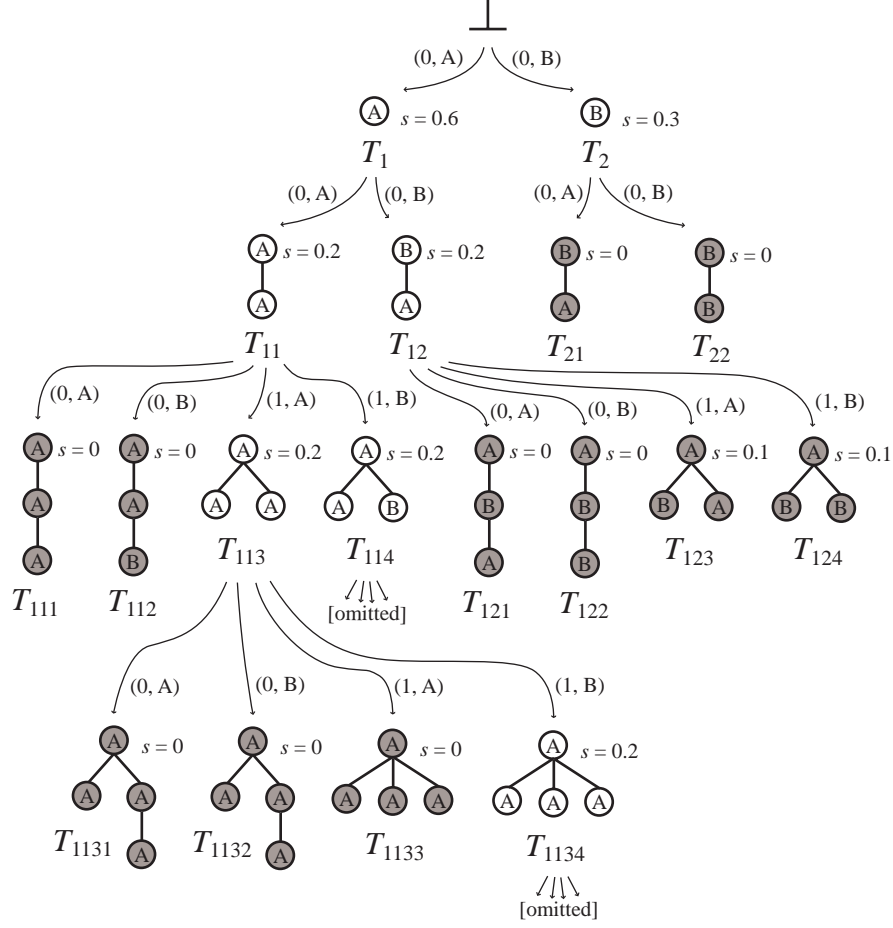 (0, A) (0, B)
A s = 0.6 B s = 0.3
T1 T2
(0, A) (0, B) (0, A) (0, B)
A s = 0.2 B s = 0.2 B s = 0 B s = 0
A A A B
T11 T12 T21 T22
(0, A) (0, B) (1, A) (1, B) (0, A) (0, B) (1, A) (1, B)
A s = 0 A s = 0 A s = 0.2 A s = 0.2 A s = 0 A s = 0 A s = 0.1 A s = 0.1
A A A A A B B B B A B B
A B A B
T113 T114 T123 T124
T111 T112 [omitted] T121 T122
(0, A) (0, B) (1, A) (1, B)
A s = 0 A s = 0 A s = 0 A s = 0.2
A A A A A A A A A A
A A
T1131 T1132 T1133 T1134
[omitted]